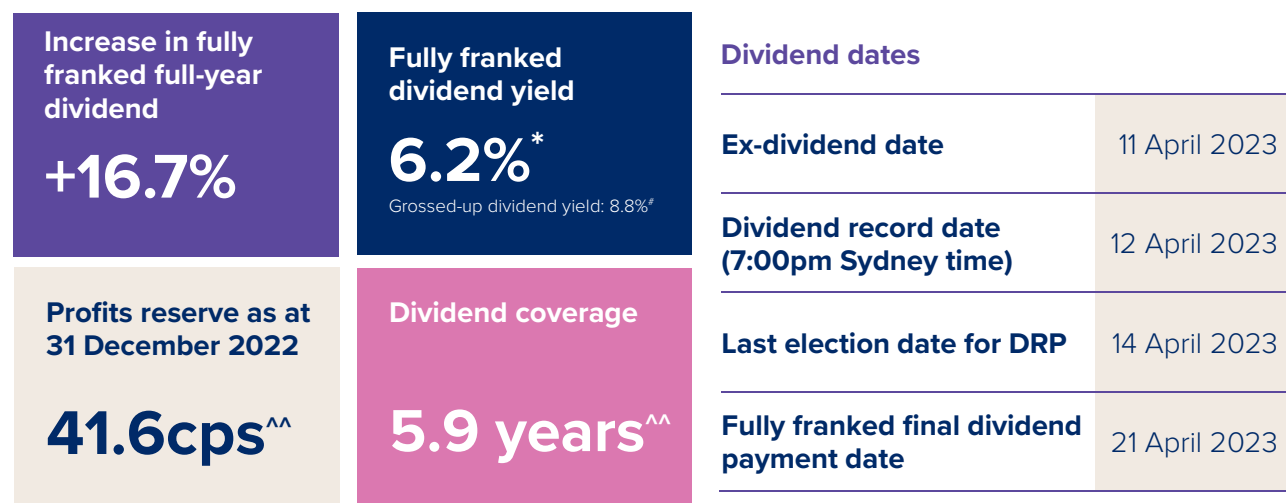 Increase in fully
franked full-year
dividend
+16.7%
Fully franked
dividend yield
6.2%*
Grossed-up dividend yield: 8.8%#
Profits reserve as at
31 December 2022
41.6cps^^
Dividend coverage
5.9 years^^
Dividend dates
Ex-dividend date 11 April 2023
Dividend record date
(7:00pm Sydney time) 12 April 2023
Last election date for DRP 14 April 2023
Fully franked final dividend
payment date 21 April 2023